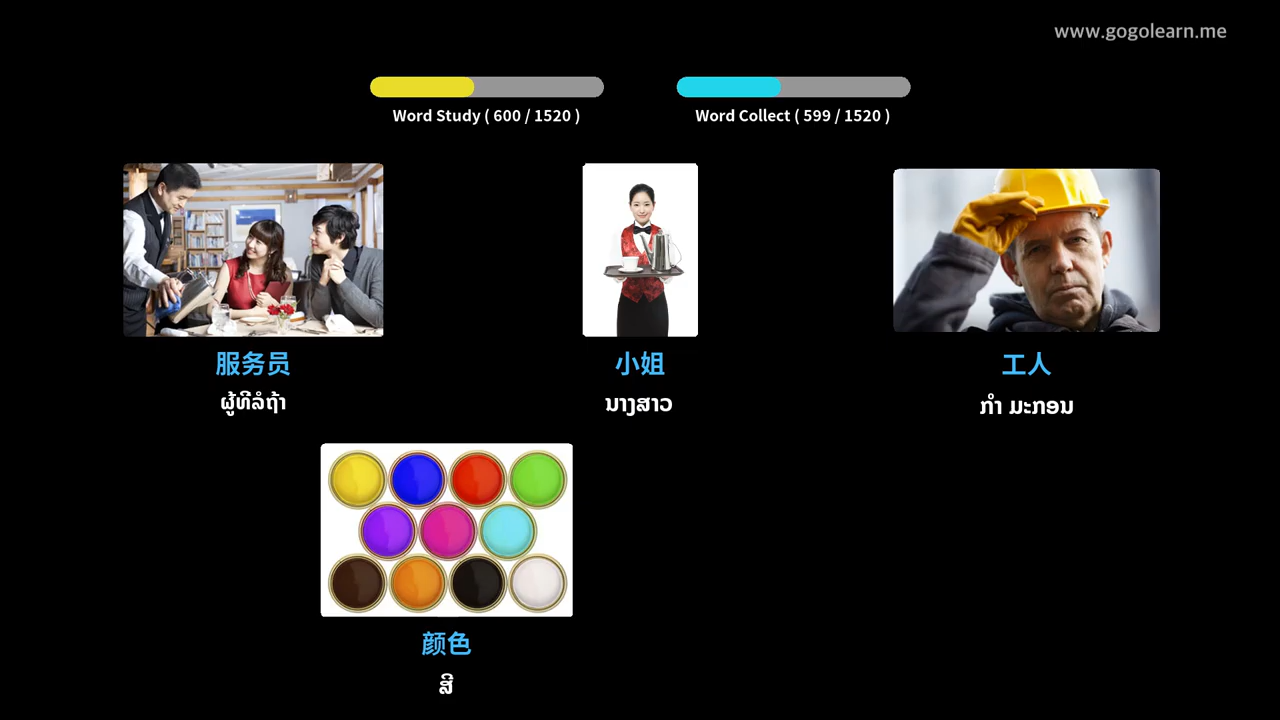 www.gogolearn.me
Word Study ( 600 / 1520 )
Word Collect ( 599 / 1520 )
服务员
ຜູ້ທີລໍຖ້າ
小姐
ນາງສາວ
工人
ກໍາ ມະກອນ
颜色
ສີ